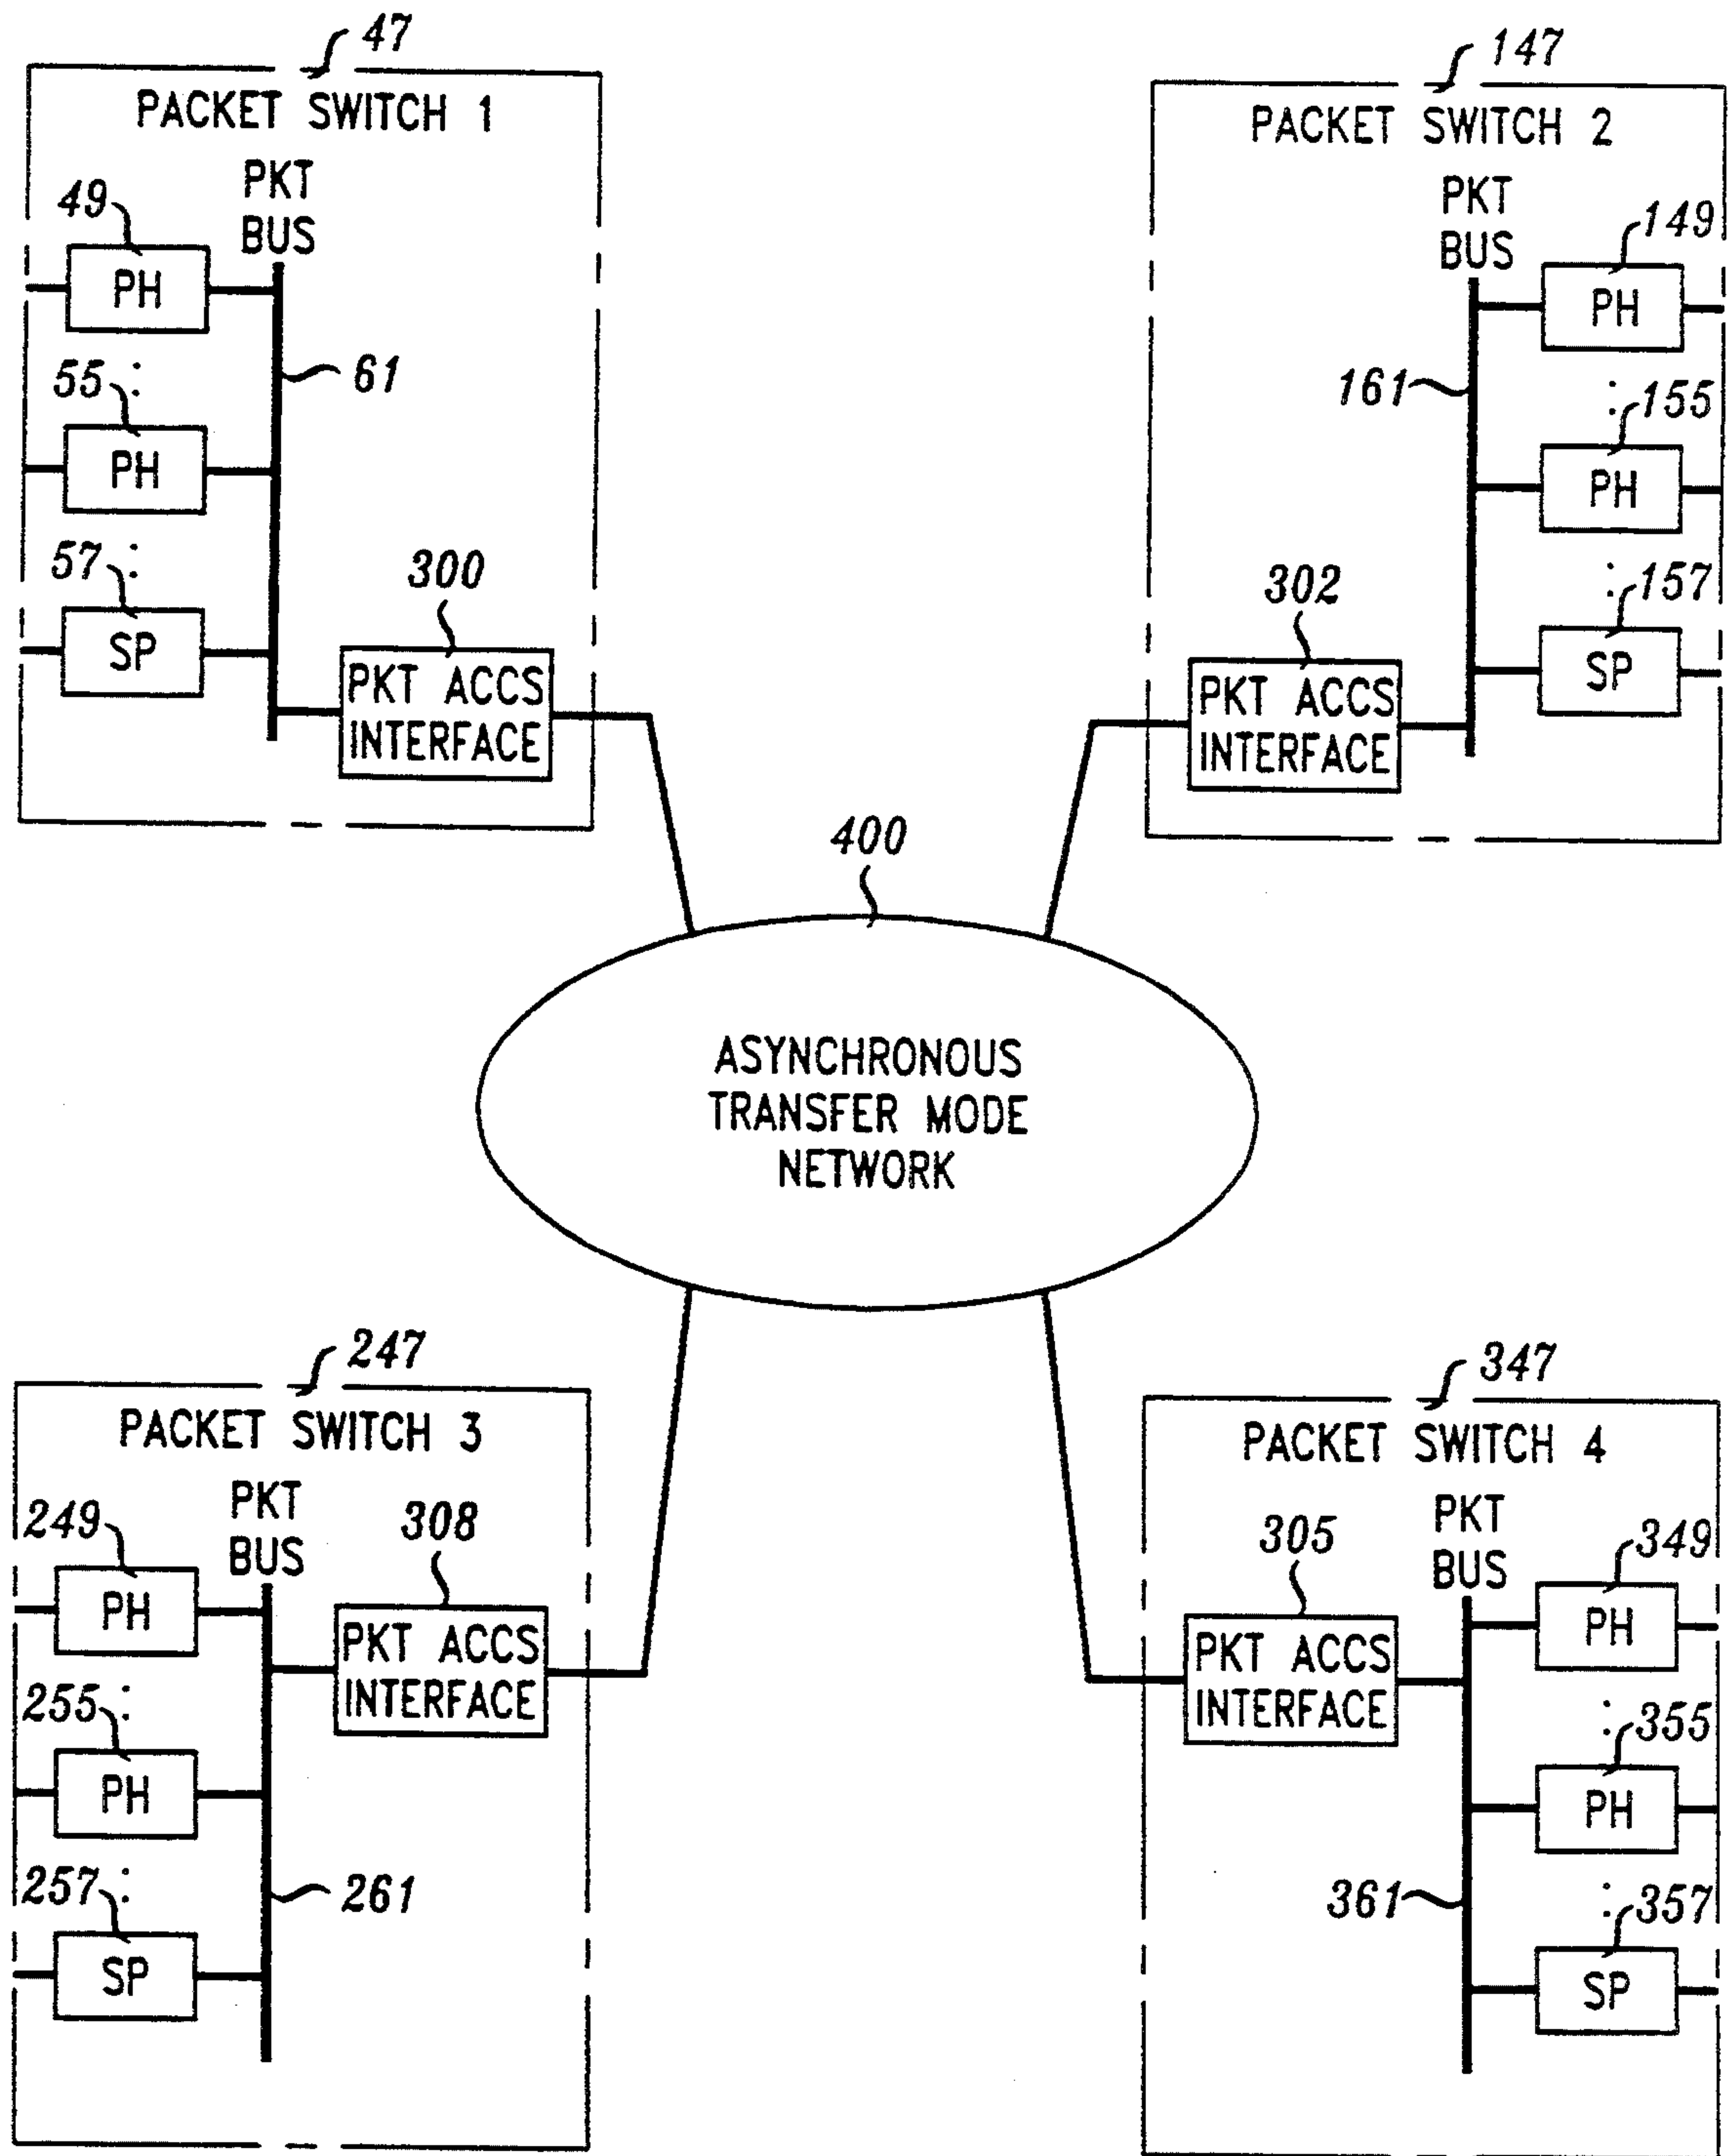 47
PACKET SWITCH 1
PKT
BUS
49
PH
61
55
PH
57
SP
300
PKT ACCS
INTERFACE
147
PACKET SWITCH 2
PKT
BUS
149
PH
161
155
PH
157
SP
302
PKT ACCS
INTERFACE
400
ASYNCHRONOUS
TRANSFER MODE
NETWORK
247
PACKET SWITCH 3
PKT
BUS
249
PH
308
PKT ACCS
INTERFACE
255
PH
257
SP
261
347
PACKET SWITCH 4
PKT
BUS
305
PKT ACCS
INTERFACE
349
PH
355
PH
361
357
SP